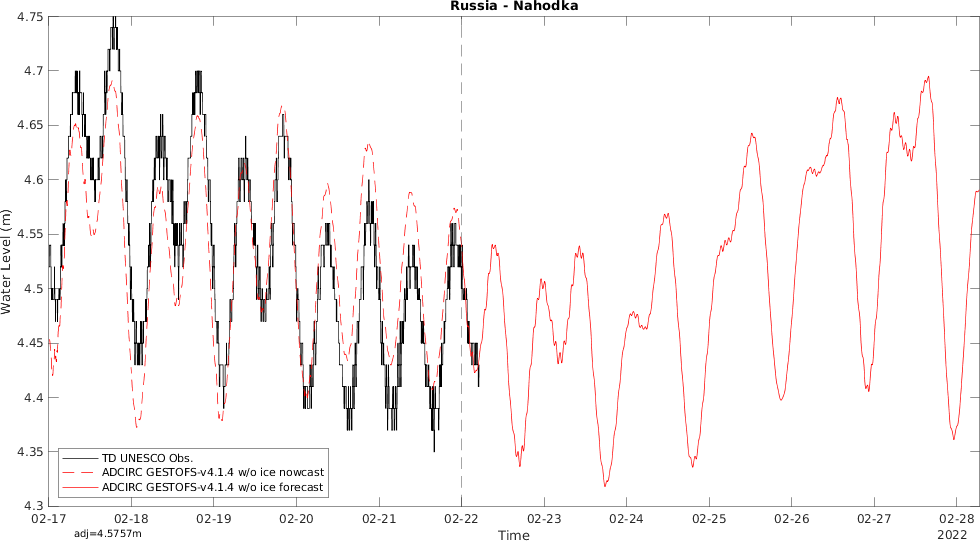 Russia - Nahodka
Water Level (m)
4.75
4.7
4.65
4.6
4.55
4.5
4.45
4.4
4.35
4.3
TD UNESCO Obs.
ADCIRC GESTOFS-v4.1.4 w/o ice nowcast
ADCIRC GESTOFS-v4.1.4 w/o ice forecast
02-17 02-18 02-19 02-20 02-21 02-22 02-23 02-24 02-25 02-26 02-27 02-28
adj=4.5757m
Time
2022